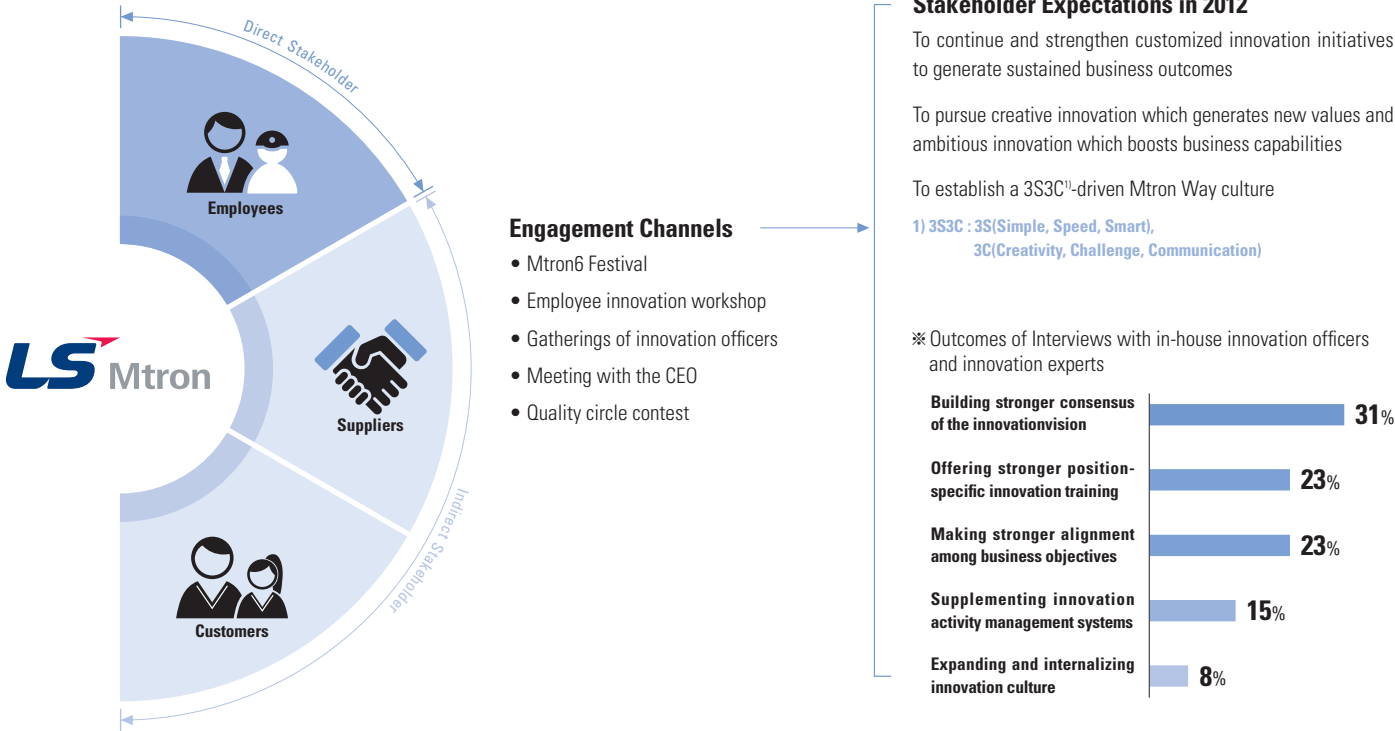 Direct Stakeholder
Employees
Suppliers
Customers
Indirect Stakeholder
LS Mtron
Engagement Channels
• Mtron6 Festival
• Employee innovation workshop
• Gatherings of innovation officers
• Meeting with the CEO
• Quality circle contest
Stakeholder Expectations in 2012
To continue and strengthen customized innovation initiatives
to generate sustained business outcomes
To pursue creative innovation which generates new values and
ambitious innovation which boosts business capabilities
To establish a 3S3C1)-driven Mtron Way culture
1) 3S3C : 3S(Simple, Speed, Smart),
3C(Creativity, Challenge, Communication)
※ Outcomes of Interviews with in-house innovation officers
and innovation experts
Building stronger consensus
of the innovationvision
31%
Offering stronger position-
specific innovation training
23%
Making stronger alignment
among business objectives
23%
Supplementing innovation
activity management systems
15%
Expanding and internalizing
innovation culture
8%